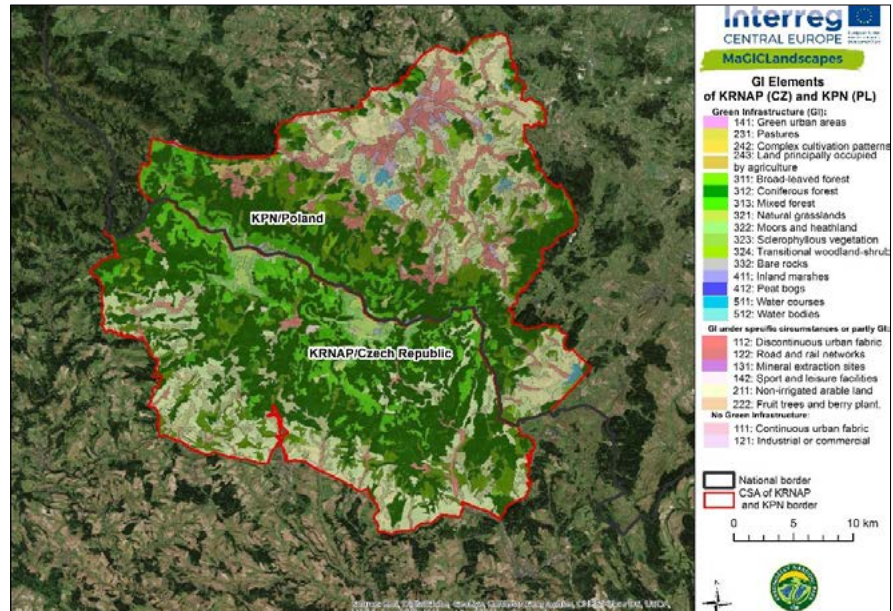 Interreg
CENTRAL EUROPE
MaGICLandscapes
GI Elements
of KRNAP (CZ) and KPN (PL)
Green Infrastructure (GI):
141: Green urban areas
231: Pastures
242: Complex cultivation patterns
243: Land principally occupied
by agriculture
311: Broad-leaved forest
312: Coniferous forest
313: Mixed forest
321: Natural grasslands
322: Moors and heathland
323: Sclerophyllous vegetation
324: Transitional woodland-shrub
332: Bare rocks
411: Inland marshes
412: Peat bogs
511: Water courses
512: Water bodies
GI under specific circumstances or partly GI:
112: Discontinuous urban fabric
122: Road and rail networks
131: Mineral extraction sites
142: Sport and leisure facilities
211: Non-irrigated arable land
222: Fruit trees and berry plant.
No Green Infrastructure:
111: Continuous urban fabric
121: Industrial or commercial
National border
CSA of KRNAP
and KPN border
0 5 10 km
KPN/Poland
KRNAP/Czech Republic